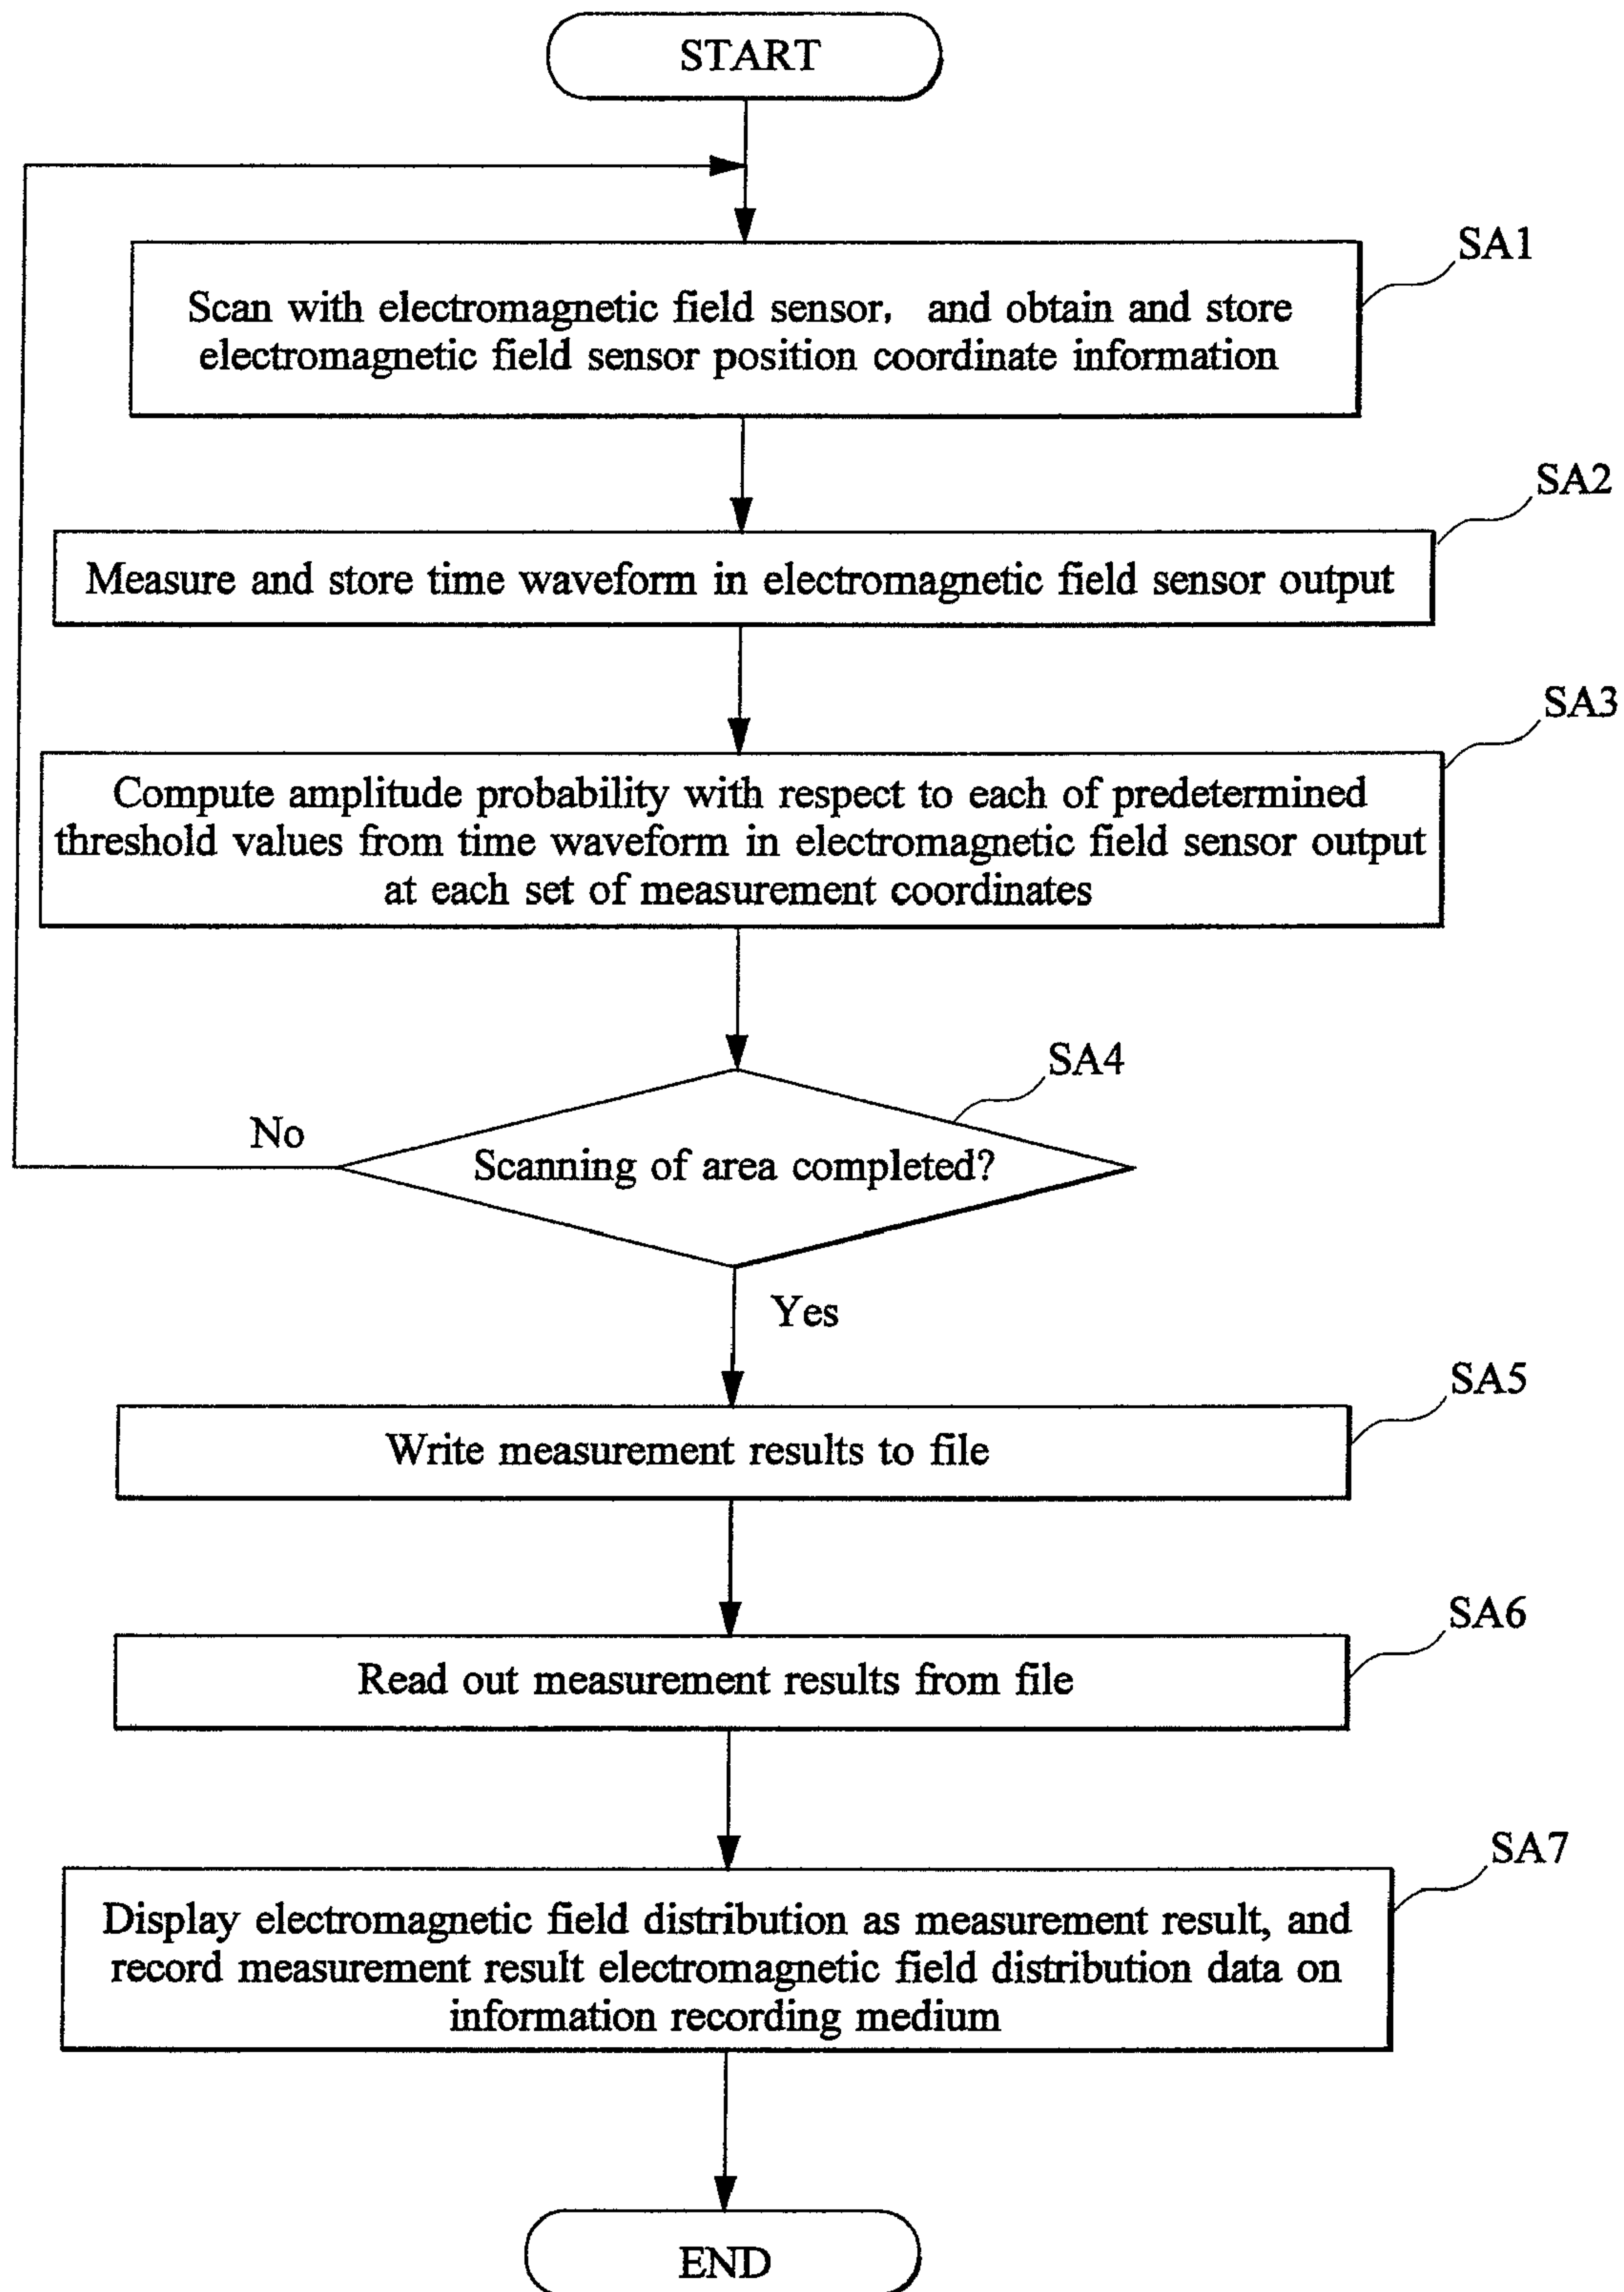 START
SA1
Scan with electromagnetic field sensor, and obtain and store
electromagnetic field sensor position coordinate information
SA2
Measure and store time waveform in electromagnetic field sensor output
SA3
Compute amplitude probability with respect to each of predetermined
threshold values from time waveform in electromagnetic field sensor output
at each set of measurement coordinates
SA4
No
Scanning of area completed?
Yes
SA5
Write measurement results to file
SA6
Read out measurement results from file
SA7
Display electromagnetic field distribution as measurement result, and
record measurement result electromagnetic field distribution data on
information recording medium
END